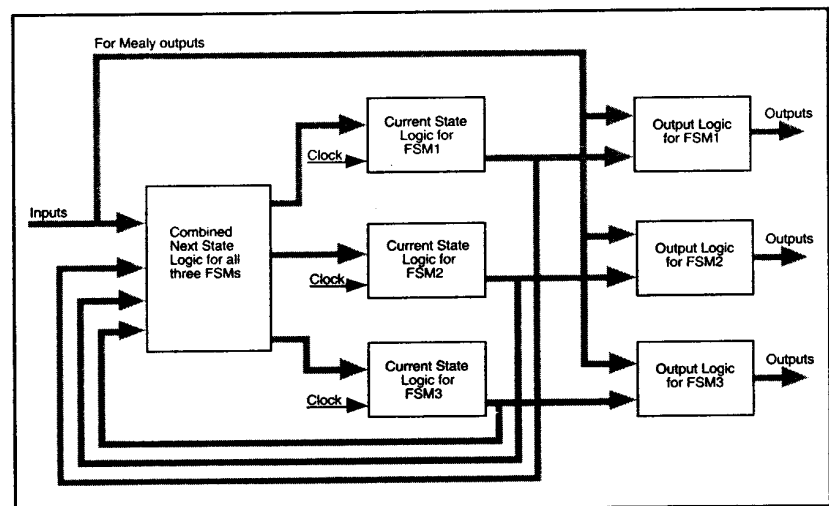 For Mealy outputs
Current State
Logic for
FSM1
Clock
Output Logic
for FSM1
Outputs
Inputs
Combined
Next State
Logic for all
three FSMs
Current State
Logic for
FSM2
Clock
Output Logic
for FSM2
Outputs
Current State
Logic for
FSM3
Clock
Output Logic
for FSM3
Outputs